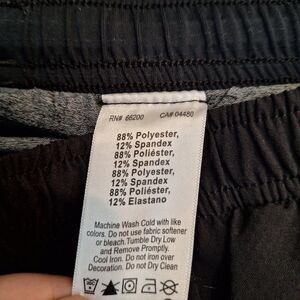 RN# 66200 CA# 04480
88% Polyester,
12% Spandex
88% Poliéster,
12% Spandex
88% Polyester,
12% Spandex
88% Poliéster,
12% Elastano
Machine Wash Cold with like
colors. Do not use fabric softener
or bleach.Tumble Dry Low
and Remove Promptly.
Cool Iron. Do not iron over
Decoration. Do not Dry Clean